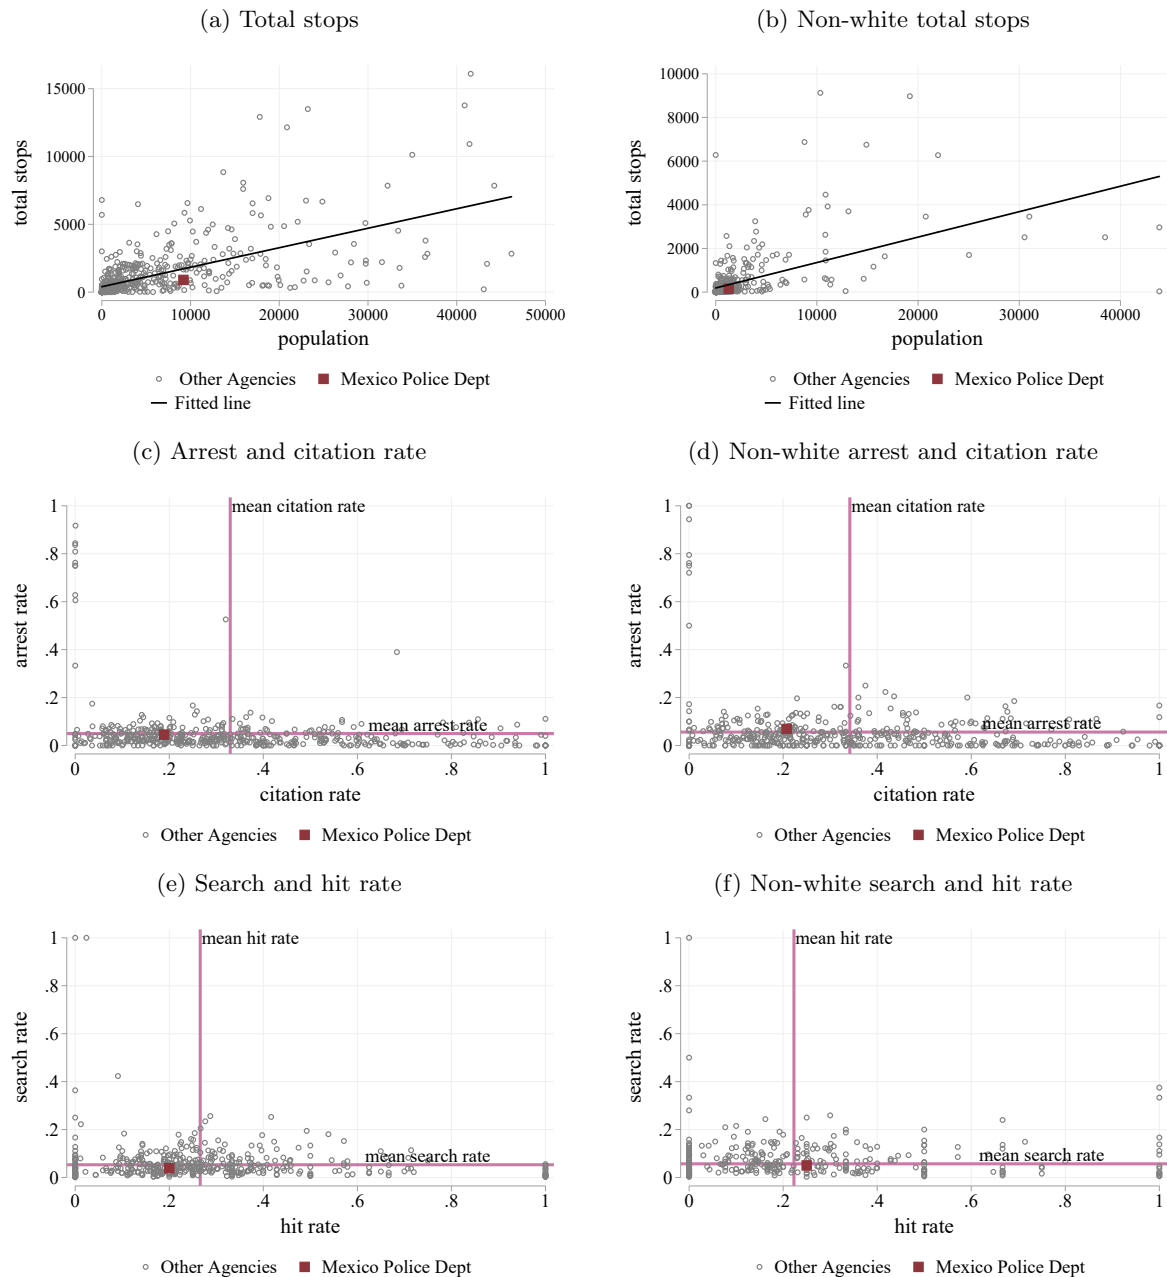 (a) Total stops
(b) Non-white total stops
total stops
15000
10000
5000
0
0 10000 20000 30000 40000 50000
population
Other Agencies Mexico Police Dept
Fitted line
total stops
10000
8000
6000
4000
2000
0
0 10000 20000 30000 40000
population
Other Agencies Mexico Police Dept
Fitted line
(c) Arrest and citation rate
(d) Non-white arrest and citation rate
arrest rate
1
.8
.6
.4
.2
0
mean citation rate
mean arrest rate
0 .2 .4 .6 .8 1
citation rate
Other Agencies Mexico Police Dept
arrest rate
1
.8
.6
.4
.2
0
mean citation rate
mean arrest rate
0 .2 .4 .6 .8 1
citation rate
Other Agencies Mexico Police Dept
(e) Search and hit rate
(f) Non-white search and hit rate
search rate
1
.8
.6
.4
.2
0
mean hit rate
mean search rate
0 .2 .4 .6 .8 1
hit rate
Other Agencies Mexico Police Dept
search rate
1
.8
.6
.4
.2
0
mean hit rate
mean search rate
0 .2 .4 .6 .8 1
hit rate
Other Agencies Mexico Police Dept